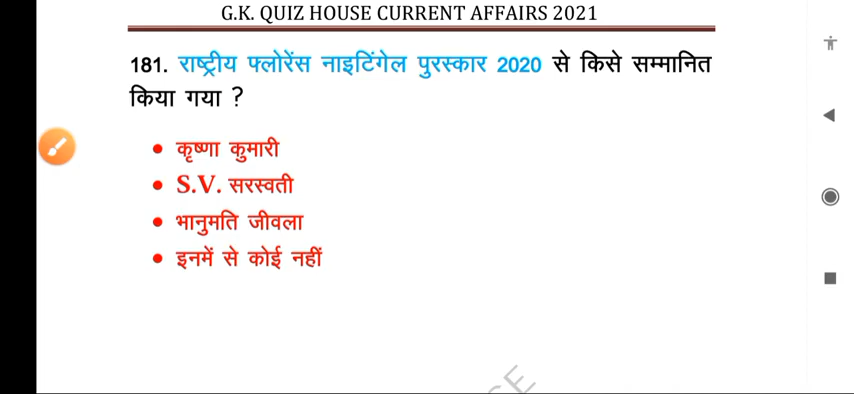 G.K. QUIZ HOUSE CURRENT AFFAIRS 2021
181. राष्ट्रीय फ्लोरेंस नाइटिंगेल पुरस्कार 2020 से किसे सम्मानित
किया गया ?
• कृष्णा कुमारी
• S.V. सरस्वती
• भानुमति जीवला
• इनमें से कोई नहीं